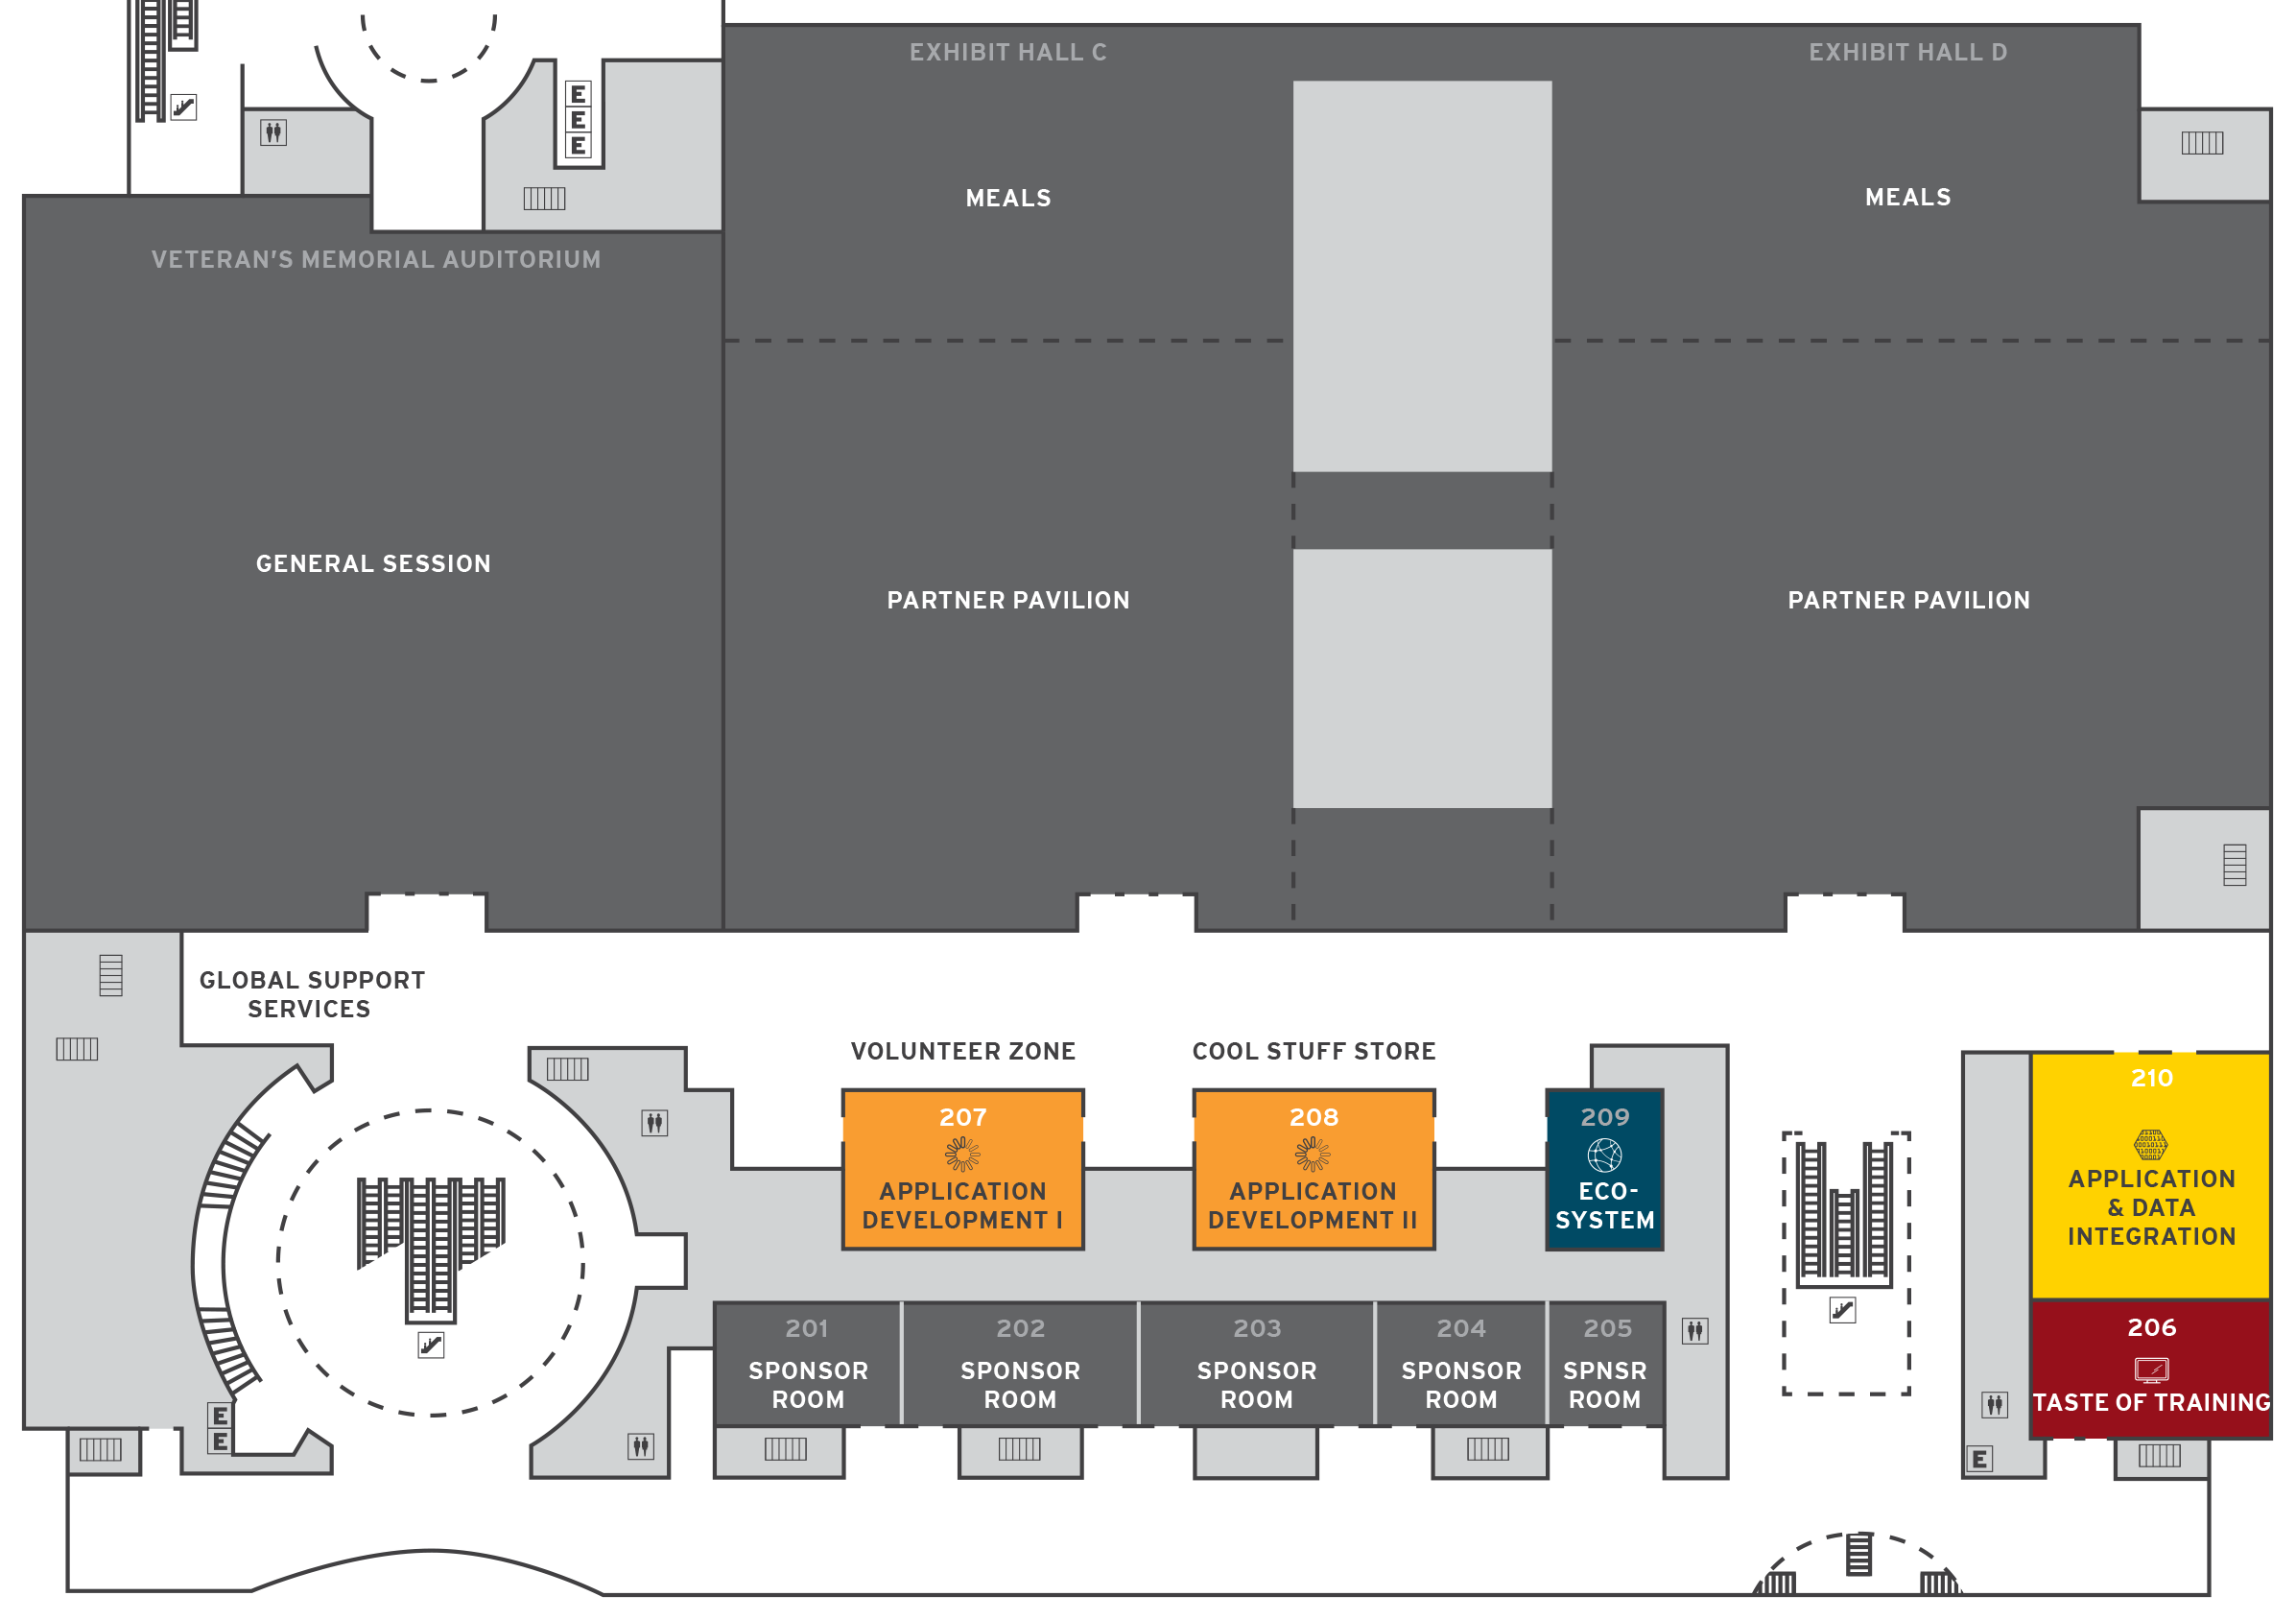 EXHIBIT HALL C
EXHIBIT HALL D
E
E
E
MEALS
MEALS
VETERAN'S MEMORIAL AUDITORIUM
GENERAL SESSION
PARTNER PAVILION
PARTNER PAVILION
GLOBAL SUPPORT
SERVICES
VOLUNTEER ZONE
COOL STUFF STORE
207
APPLICATION
DEVELOPMENT I
208
APPLICATION
DEVELOPMENT II
209
ECO-
SYSTEM
210
APPLICATION
& DATA
INTEGRATION
201
SPONSOR
ROOM
202
SPONSOR
ROOM
203
SPONSOR
ROOM
204
SPONSOR
ROOM
205
SPNSR
ROOM
206
TASTE OF TRAINING
E
E
E